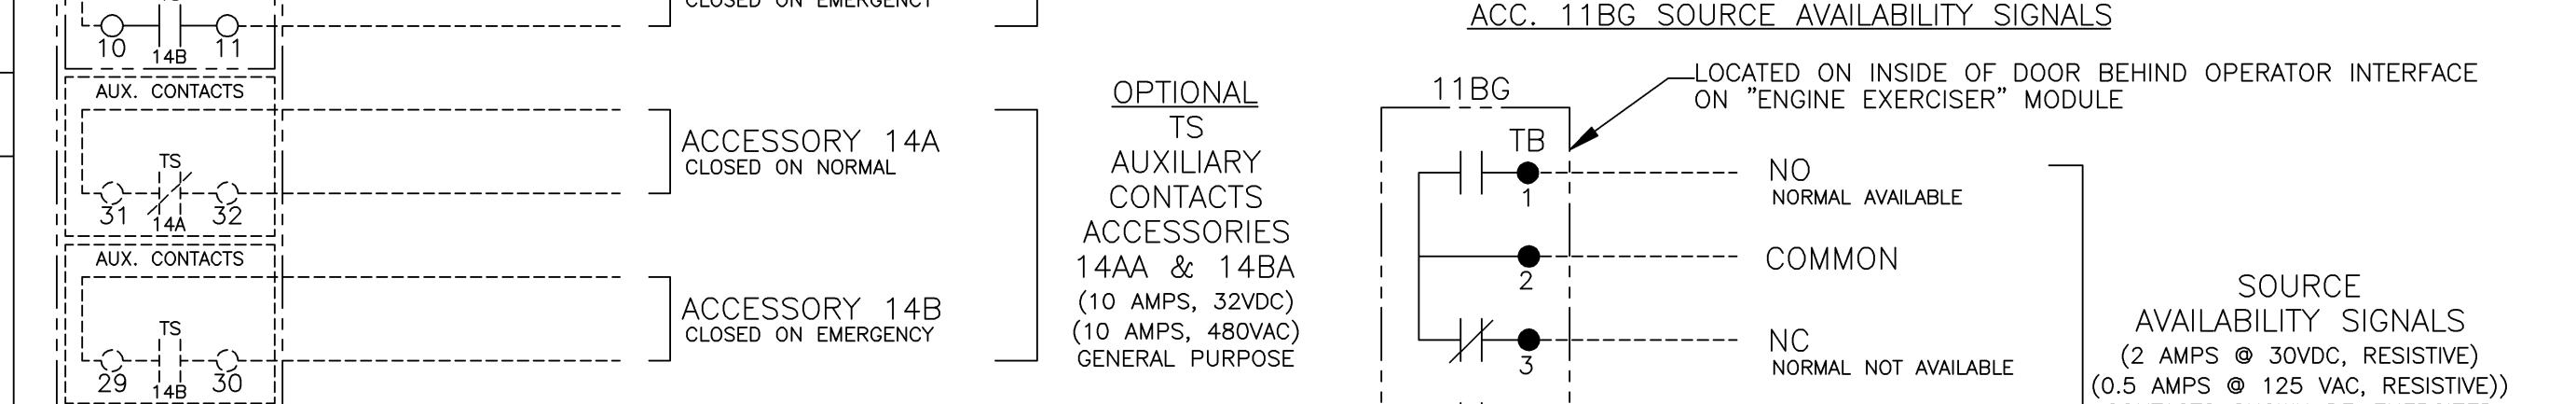 CLOSED ON EMERGENCY
10
11
14B
AUX. CONTACTS
TS
31
32
14A
AUX. CONTACTS
TS
29
30
14B
ACCESSORY 14A
CLOSED ON NORMAL
ACCESSORY 14B
CLOSED ON EMERGENCY
OPTIONAL
TS
AUXILIARY
CONTACTS
ACCESSORIES
14AA & 14BA
(10 AMPS, 32VDC)
(10 AMPS, 480VAC)
GENERAL PURPOSE
ACC. 11BG SOURCE AVAILABILITY SIGNALS
LOCATED ON INSIDE OF DOOR BEHIND OPERATOR INTERFACE
ON "ENGINE EXERCISER" MODULE
11BG
TB
1
NO
NORMAL AVAILABLE
2
COMMON
3
NC
NORMAL NOT AVAILABLE
SOURCE
AVAILABILITY SIGNALS
(2 AMPS @ 30VDC, RESISTIVE)
(0.5 AMPS @ 125 VAC, RESISTIVE))